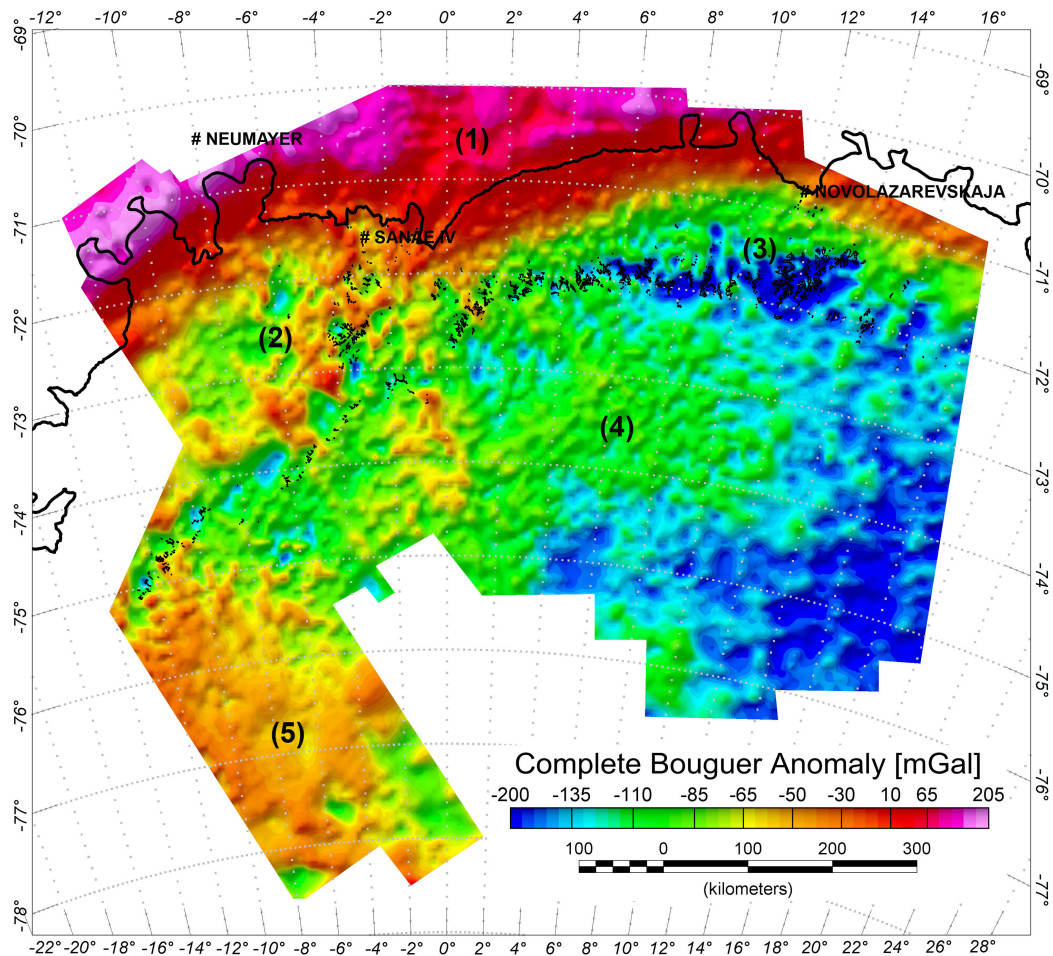 -12° -10° -8° -6° -4° -2° 0° 2° 4° 6° 8° 10° 12° 16°
-69°
-69°
-70°
# NEUMAYER
(1)
-70°
# NOVOLAZAREVSKAJA
-71°
# SANAE IV
(3)
-71°
-72°
(2)
-72°
-73°
(4)
-73°
-74°
-74°
-75°
-75°
-76°
(5)
Complete Bouguer Anomaly [mGal]
-76°
-200 -135 -110 -85 -65 -50 -30 10 65 205
-77°
100 0 100 200 300
(kilometers)
-77°
-78°
-22° -20° -16° -14° -12° -10° -8° -6° -4° -2° 0° 2° 4° 6° 8° 10° 12° 14° 16° 18° 20° 22° 24° 26° 28°